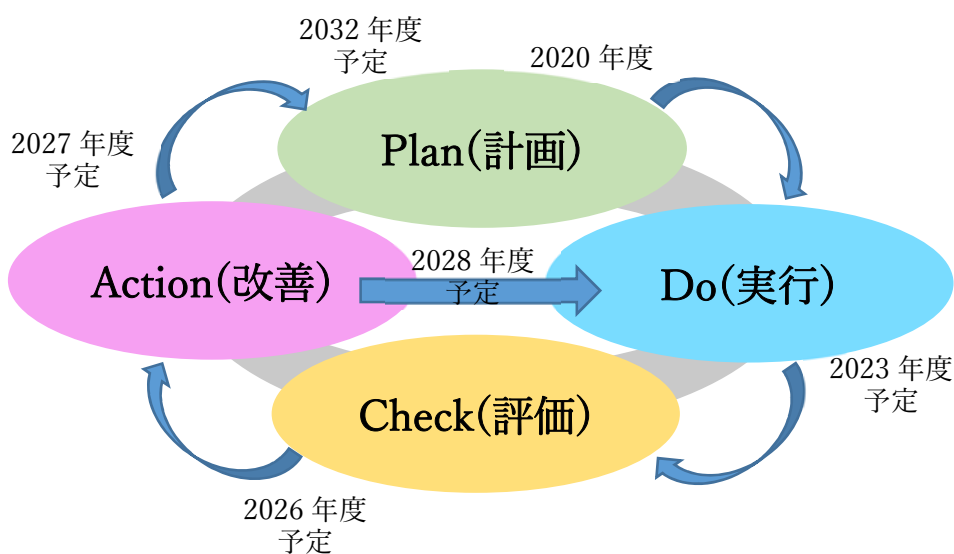 2032 年度
予定
2020 年度
2027 年度
予定
Plan(計画)
Action(改善)
2028 年度
予定
Do(実行)
Check(評価)
2023 年度
予定
2026 年度
予定